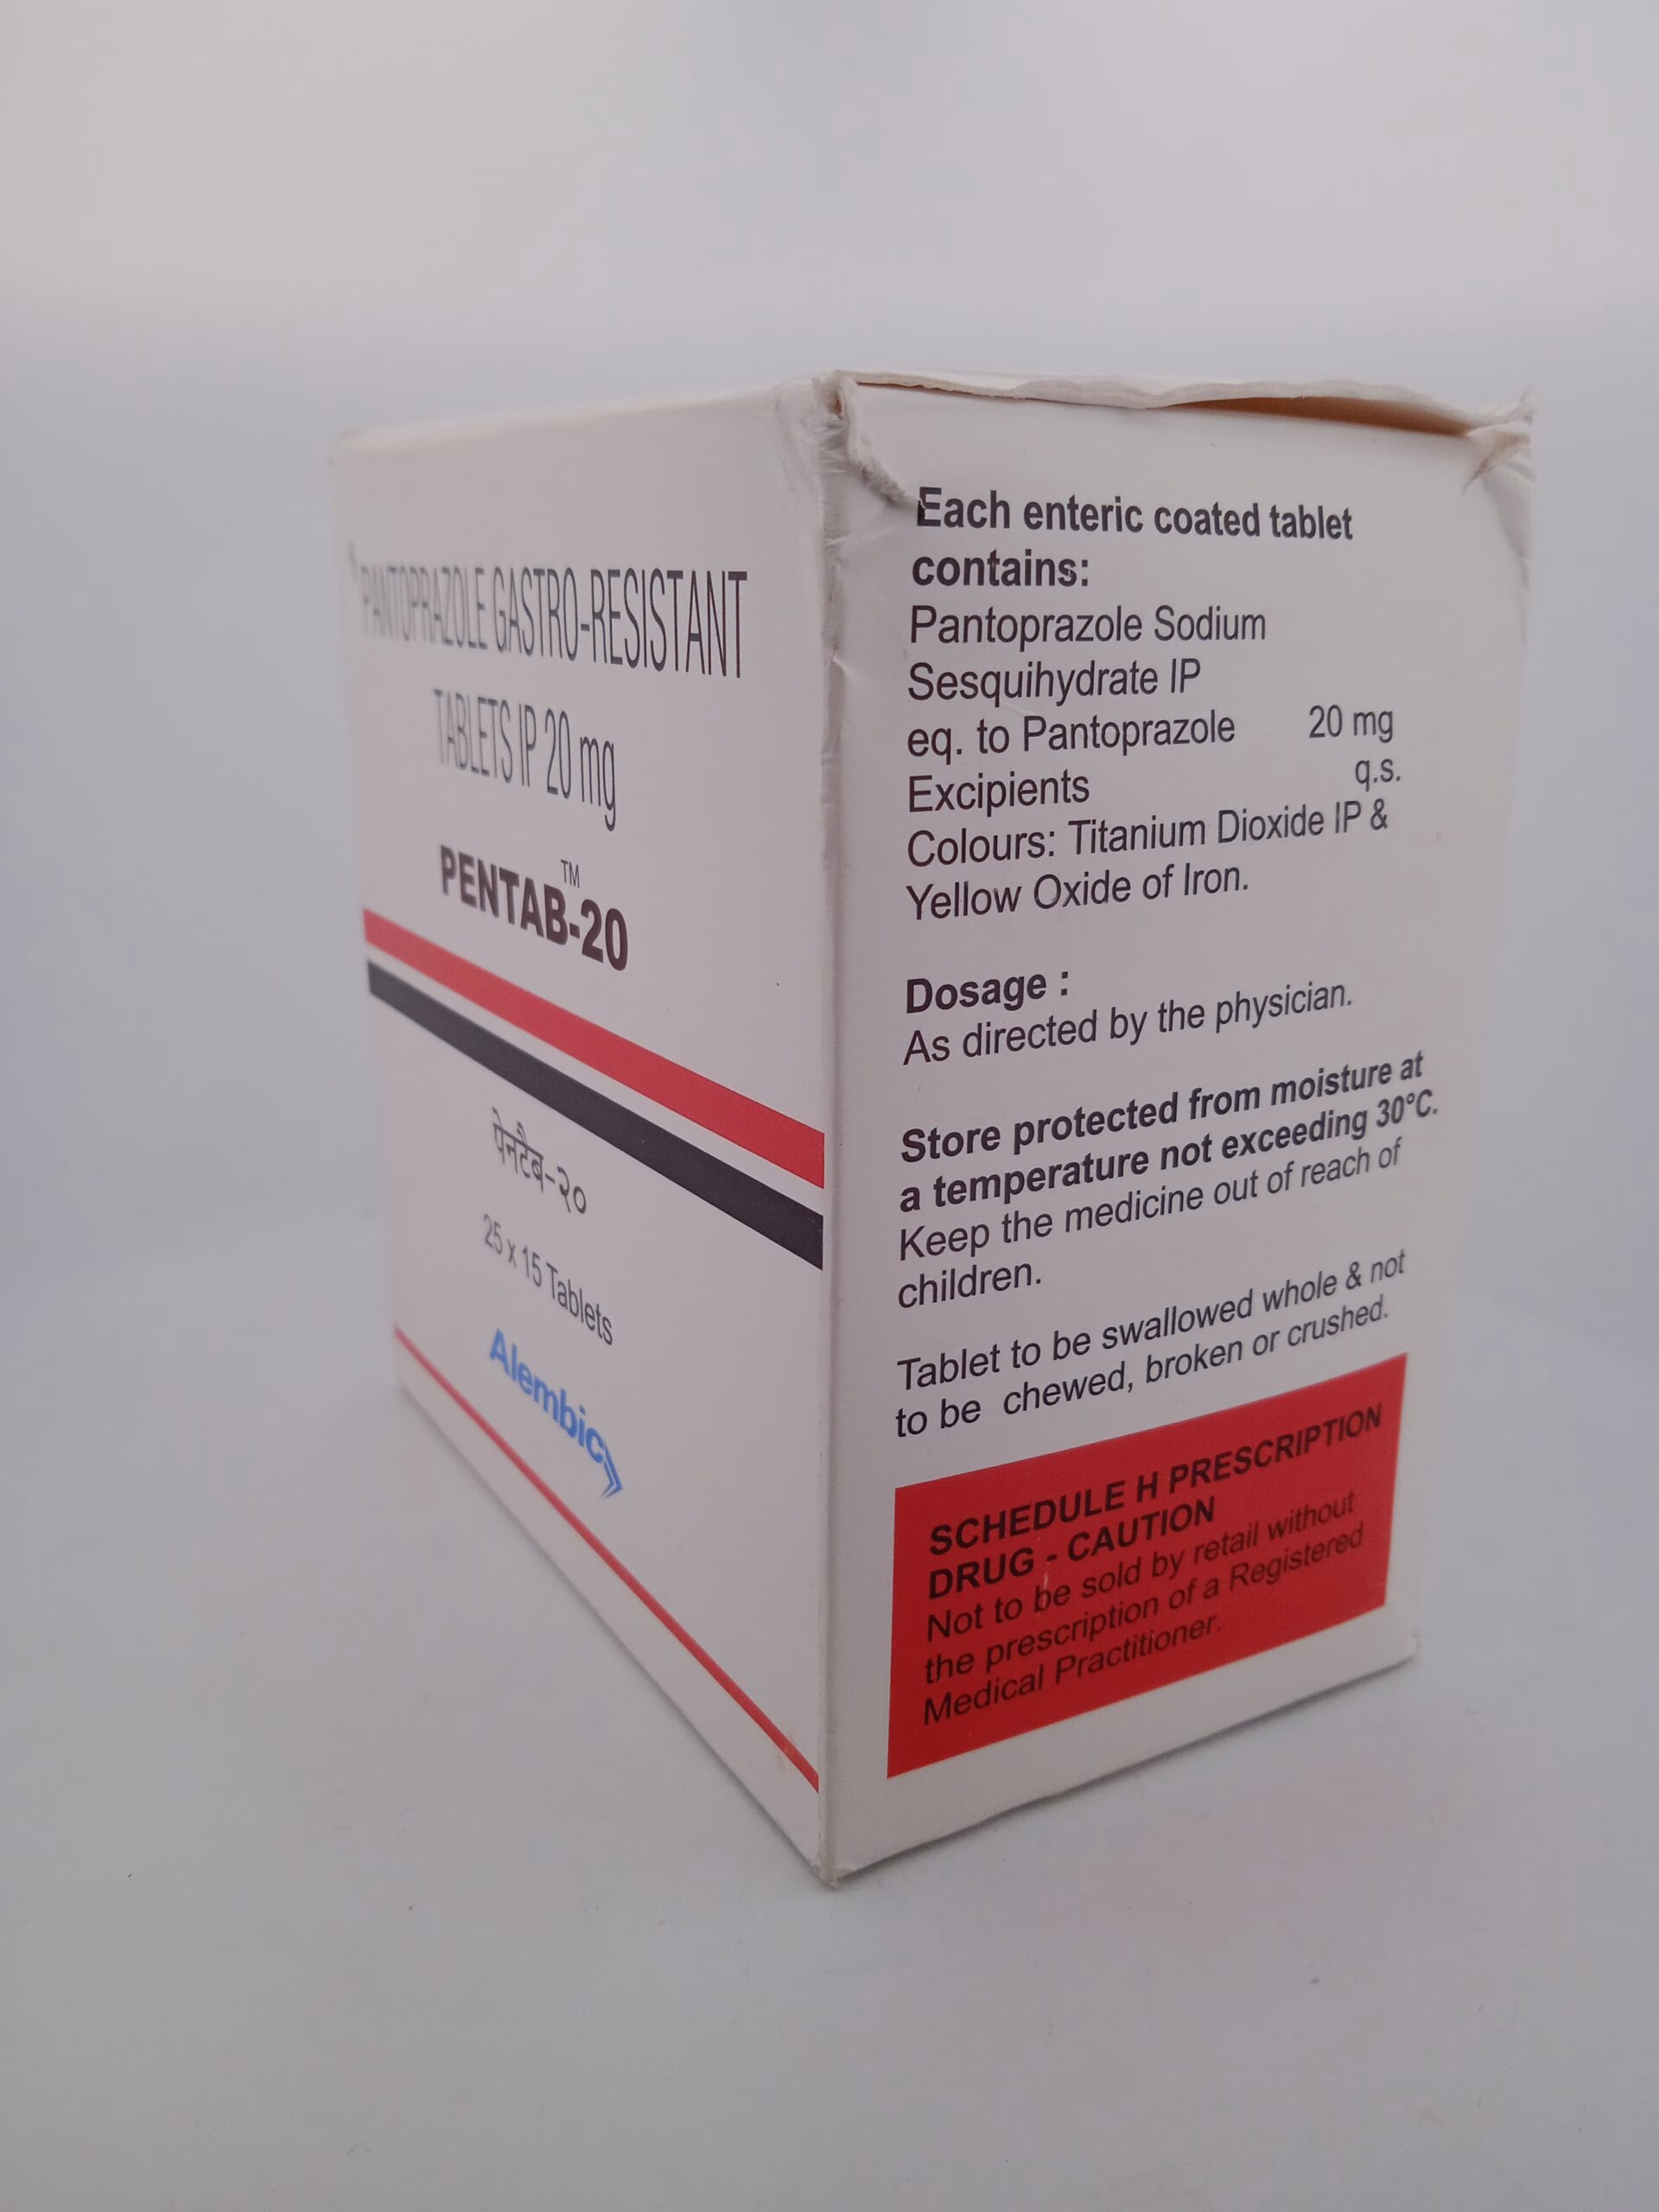 PANTOPRAZOLE GASTRO-RESISTANT
TABLETS IP 20 mg
PENTAB™-20
पेनटैब-२०
25 x 15 Tablets
Alembic
Each enteric coated tablet
contains:
Pantoprazole Sodium
Sesquihydrate IP
eq. to Pantoprazole 20 mg
Excipients q.s.
Colours: Titanium Dioxide IP &
Yellow Oxide of Iron.
Dosage :
As directed by the physician.
Store protected from moisture at
a temperature not exceeding 30°C.
Keep the medicine out of reach of
children.
Tablet to be swallowed whole & not
to be chewed, broken or crushed.
SCHEDULE H PRESCRIPTION
DRUG - CAUTION
Not to be sold by retail without
the prescription of a Registered
Medical Practitioner.